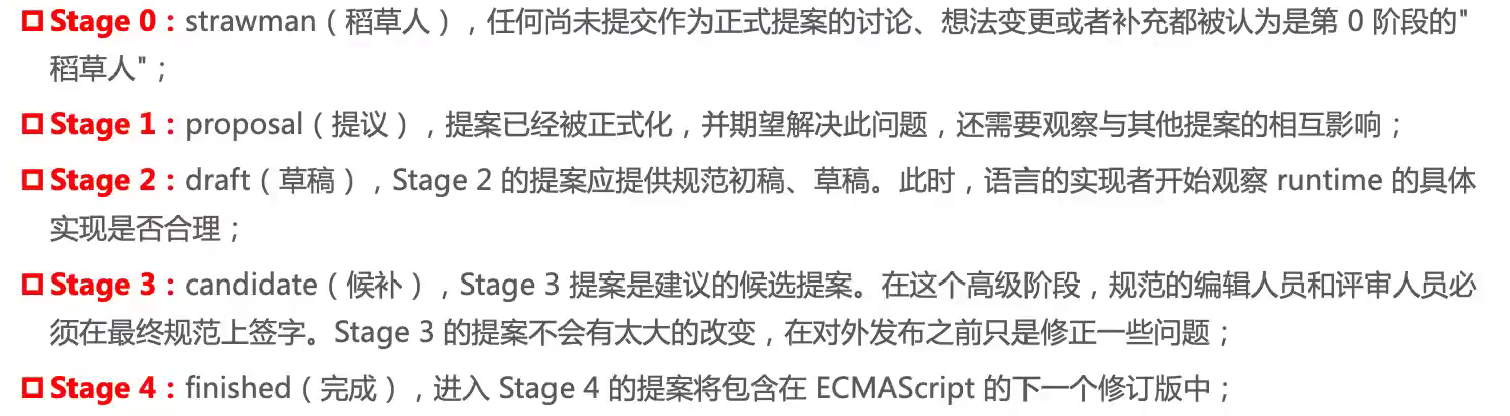 Stage 0：strawman（稻草人），任何尚未提交作为正式提案的讨论、想法变更或者补充都被认为是第 0 阶段的"
稻草人"；
Stage 1：proposal（提议），提案已经被正式化，并期望解决此问题，还需要观察与其他提案的相互影响；
Stage 2：draft（草稿），Stage 2 的提案应提供规范初稿、草稿。此时，语言的实现者开始观察 runtime 的具体
实现是否合理；
Stage 3：candidate（候补），Stage 3 提案是建议的候选提案。在这个高级阶段，规范的编辑人员和评审人员必
须在最终规范上签字。Stage 3 的提案不会有太大的改变，在对外发布之前只是修正一些问题；
Stage 4：finished（完成），进入 Stage 4 的提案将包含在 ECMAScript 的下一个修订版中；